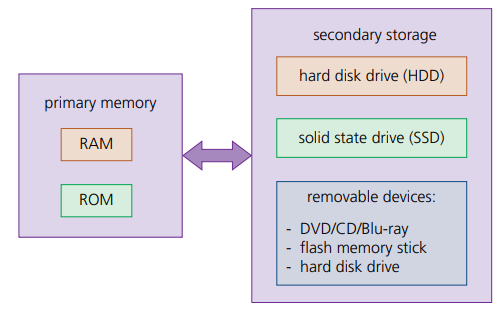 primary memory
RAM
ROM
secondary storage
hard disk drive (HDD)
solid state drive (SSD)
removable devices:
- DVD/CD/Blu-ray
- flash memory stick
- hard disk drive